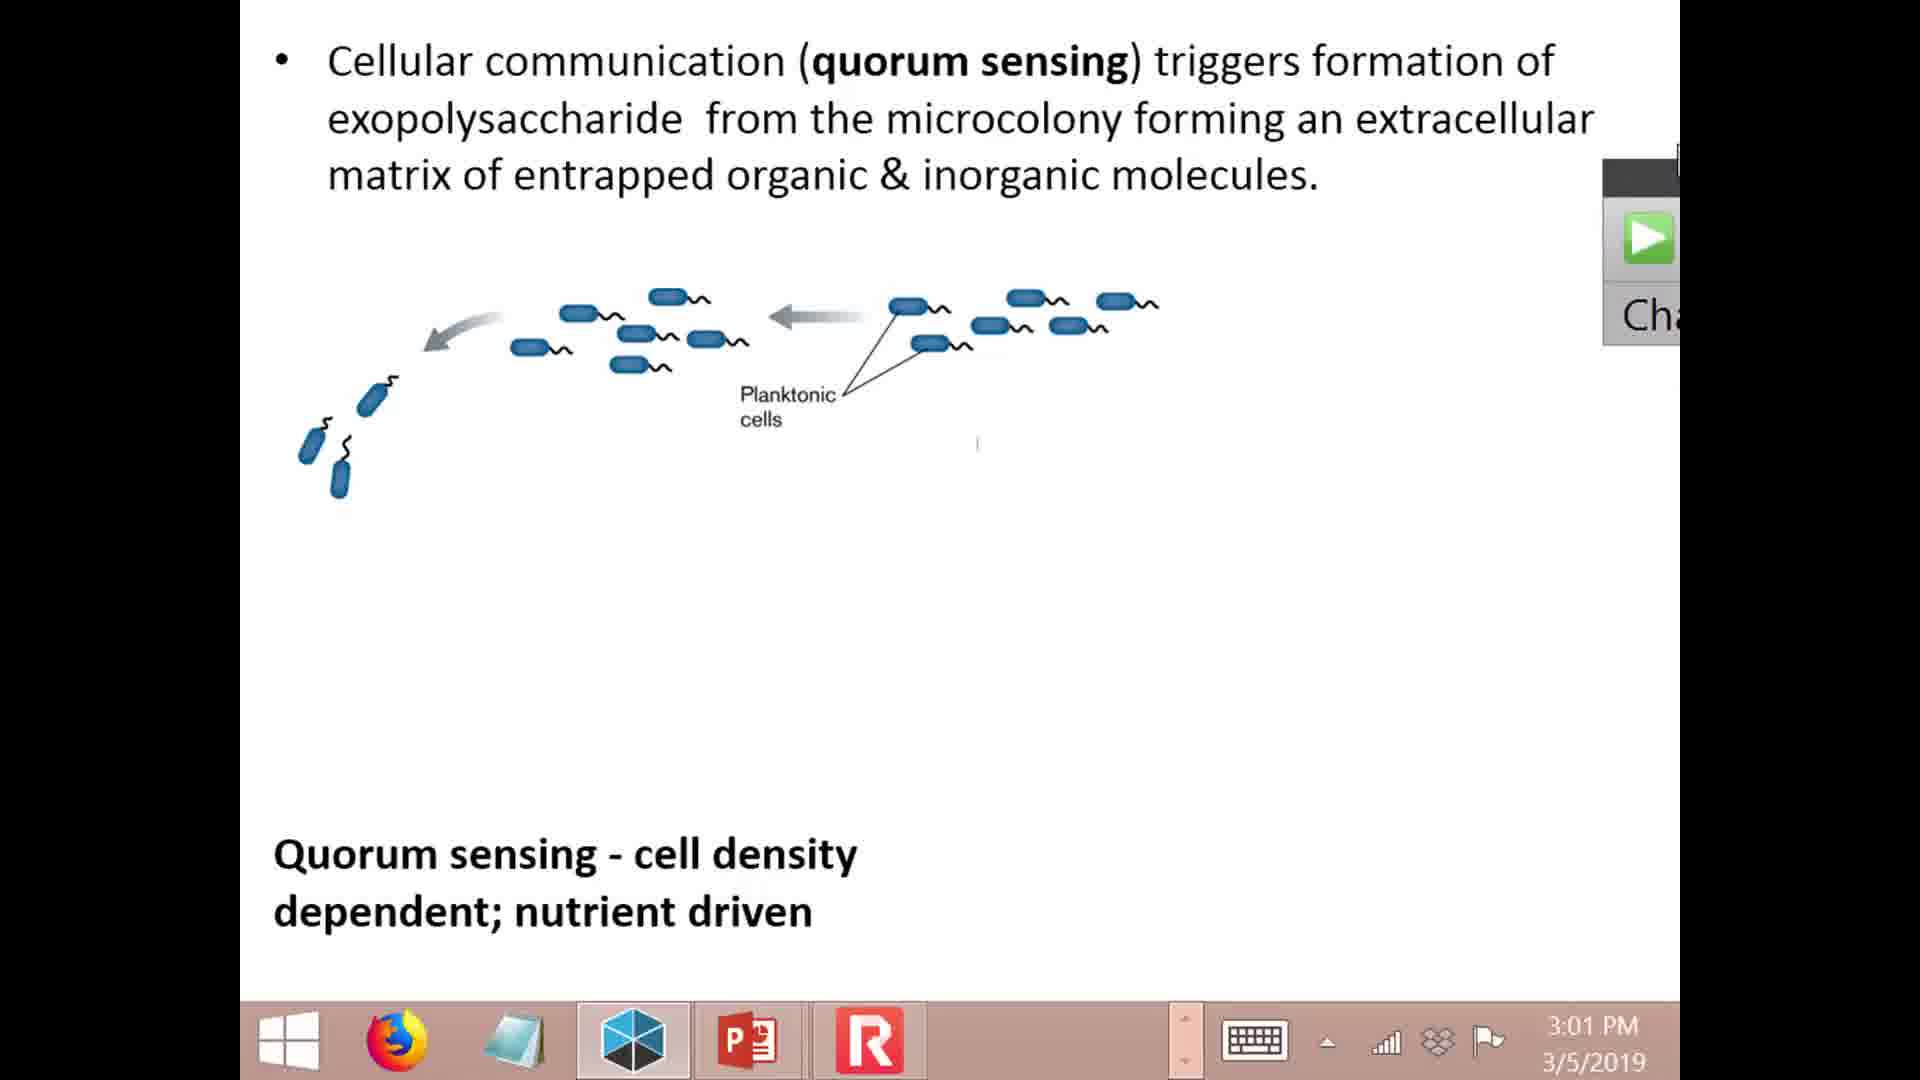 • Cellular communication (quorum sensing) triggers formation of
exopolysaccharide from the microcolony forming an extracellular
matrix of entrapped organic & inorganic molecules.
Cha
Planktonic
cells
Quorum sensing - cell density
dependent; nutrient driven
P
R
3:01 PM
3/5/2019